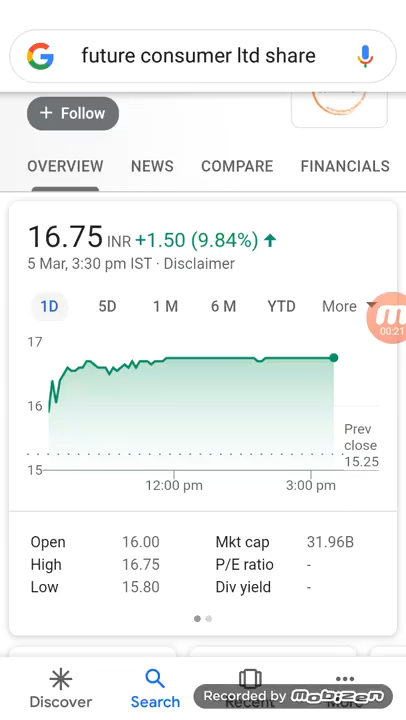 future consumer ltd share
+ Follow
OVERVIEW NEWS COMPARE FINANCIALS
16.75 INR +1.50 (9.84%)
5 Mar, 3:30 pm IST · Disclaimer
1D 5D 1 M 6 M YTD More
00:21
17
16
15
Prev
close
15.25
12:00 pm 3:00 pm
Open 16.00 Mkt cap 31.96B
High 16.75 P/E ratio -
Low 15.80 Div yield -
Discover Search Recent More
Recorded by mobizen